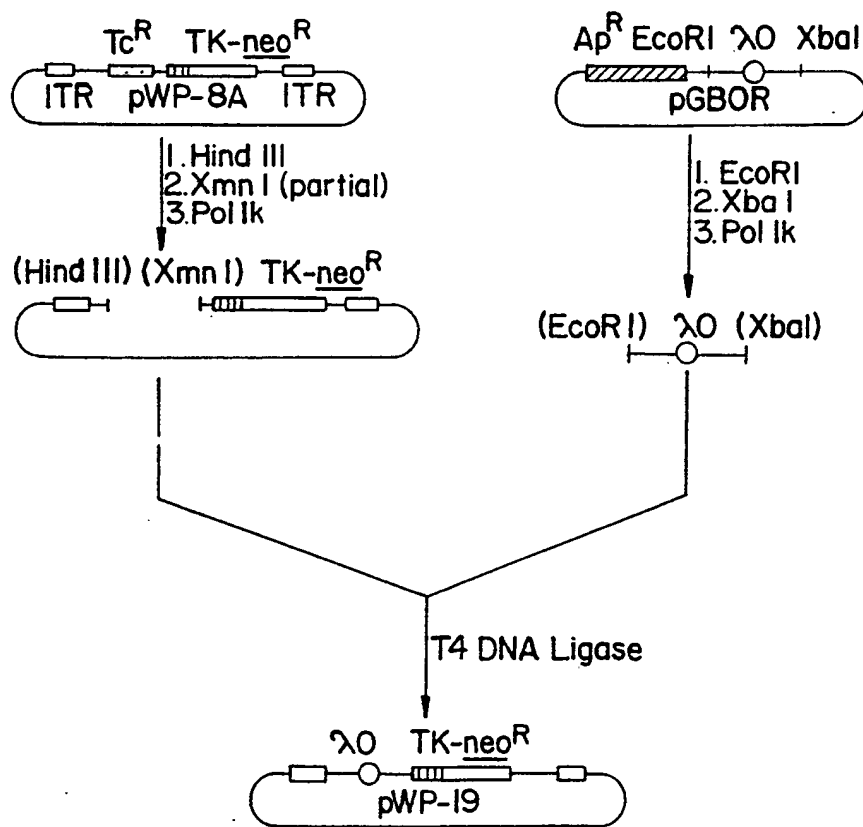 Tc^R TK-neo^R
ITR pWP-8A ITR
1. Hind III
2. Xmn I (partial)
3. Pol Ik
(Hind III) (Xmn I) TK-neo^R
Ap^R EcoRI λO XbaI
pGBOR
1. EcoRI
2. Xba I
3. Pol Ik
(EcoRI) λO (XbaI)
T4 DNA Ligase
λO TK-neo^R
pWP-19